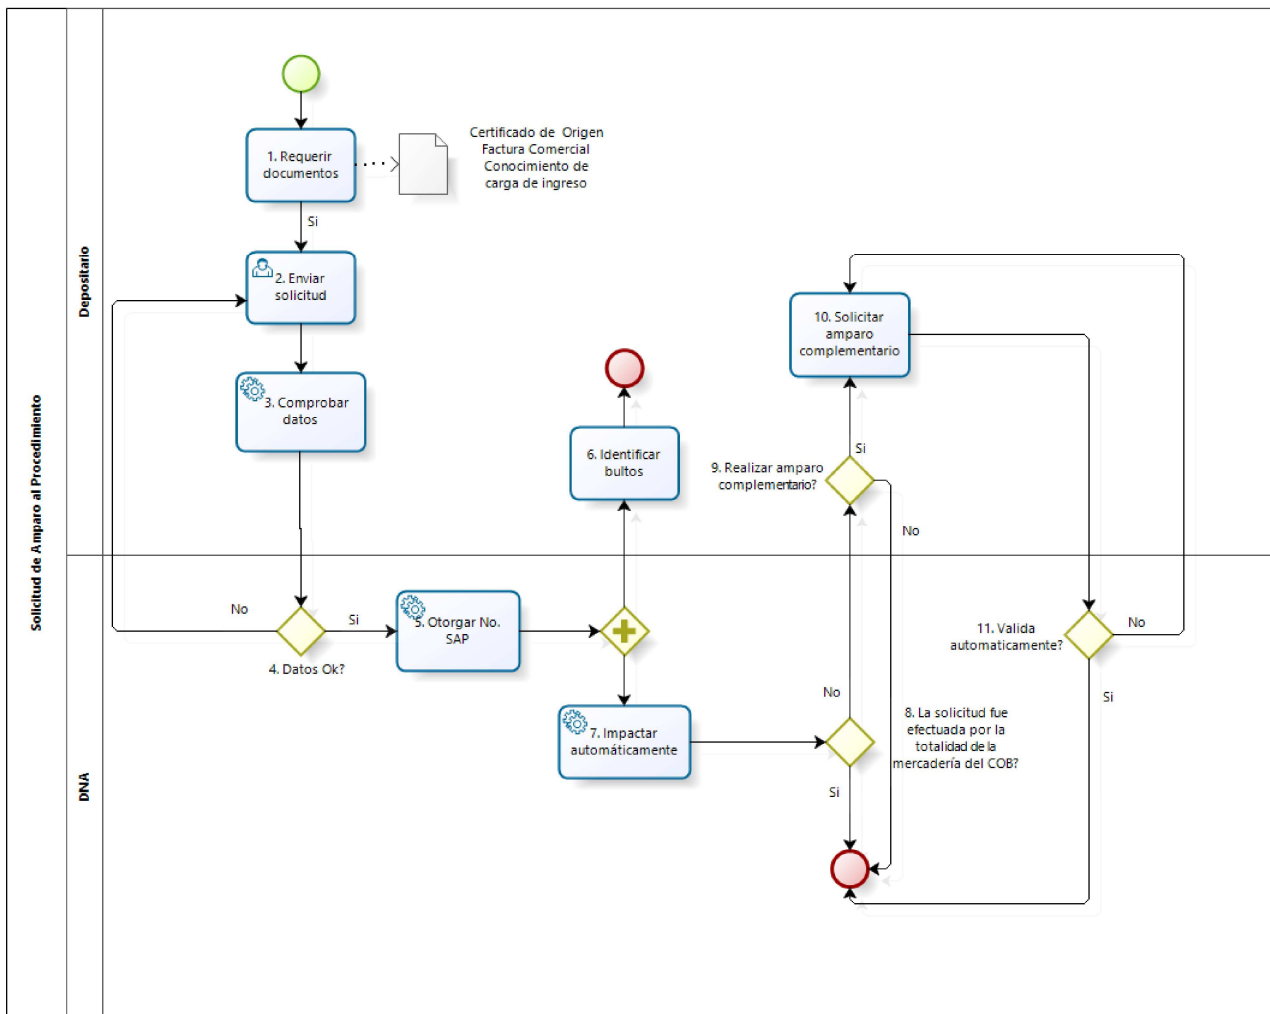 Solicitud de Amparo al Procedimiento
Depositario
1. Requerir
documentos
Certificado de Origen
Factura Comercial
Conocimiento de
carga de ingreso
Si
2. Enviar
solicitud
3. Comprobar
datos
6. Identificar
bultos
10. Solicitar
amparo
complementario
9. Realizar amparo
complementario?
Si
No
DNA
No
4. Datos Ok?
Si
5. Otorgar No.
SAP
7. Impactar
automáticamente
No
8. La solicitud fue
efectuada por la
totalidad de la
mercadería del COB?
Si
11. Valida
automaticamente?
No
Si